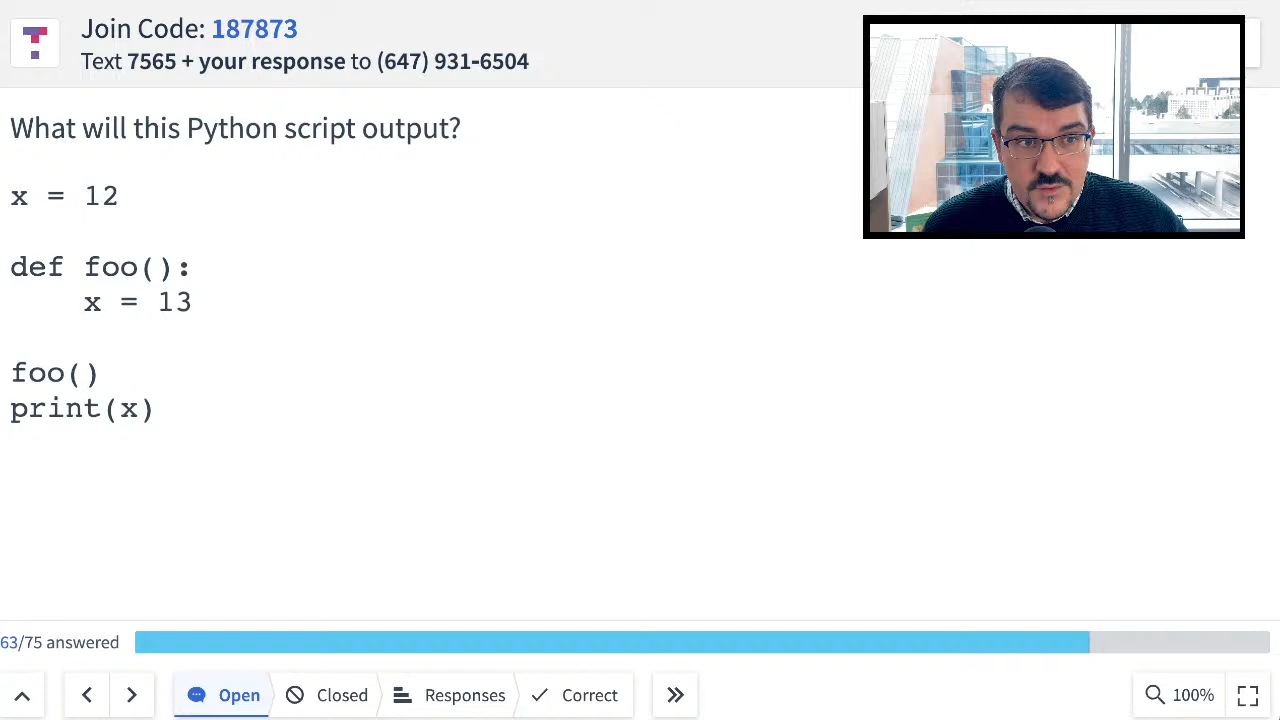 Join Code: 187873
Text 7565 + your response to (647) 931-6504
What will this Python script output?
x = 12
def foo():
    x = 13
foo()
print(x)
63/75 answered
Open
Closed
Responses
Correct
100%